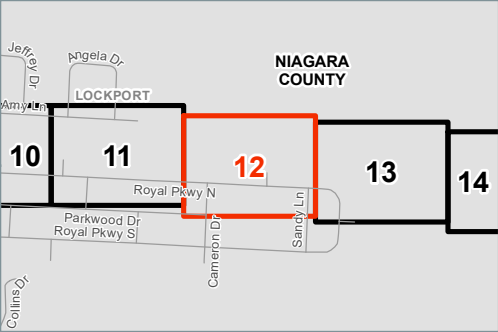 Jeffrey Dr
Angela Dr
NIAGARA
COUNTY
LOCKPORT
Amy Ln
10
11
12
13
14
Royal Pkwy N
Parkwood Dr
Royal Pkwy S
Cameron Dr
Sandy Ln
Collins Dr